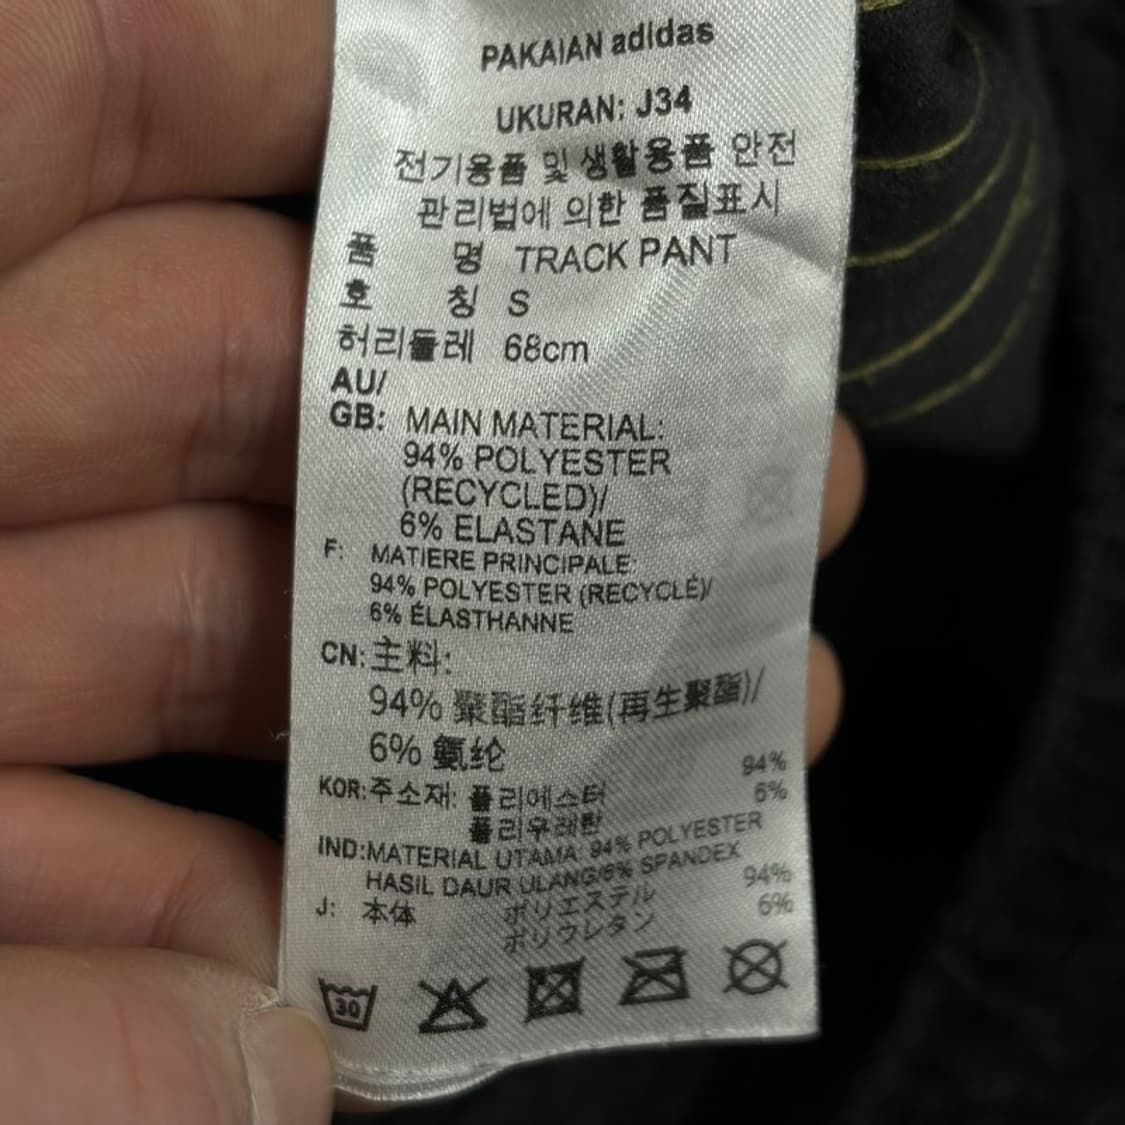 PAKAIAN adidas
UKURAN: J34
전기용품 및 생활용품 안전
관리법에 의한 품질표시
품 명 TRACK PANT
호 칭 S
허리둘레 68cm
AU/
GB: MAIN MATERIAL:
94% POLYESTER
(RECYCLED)/
6% ELASTANE
F: MATIERE PRINCIPALE:
94% POLYESTER (RECYCLÉ)/
6% ÉLASTHANNE
CN: 主料:
94% 聚酯纤维(再生聚酯)/
6% 氨纶
KOR:주소재: 폴리에스터 94%
폴리우레탄 6%
IND:MATERIAL UTAMA: 94% POLYESTER
HASIL DAUR ULANG/6% SPANDEX
J: 本体 ポリエステル 94%
ポリウレタン 6%
30